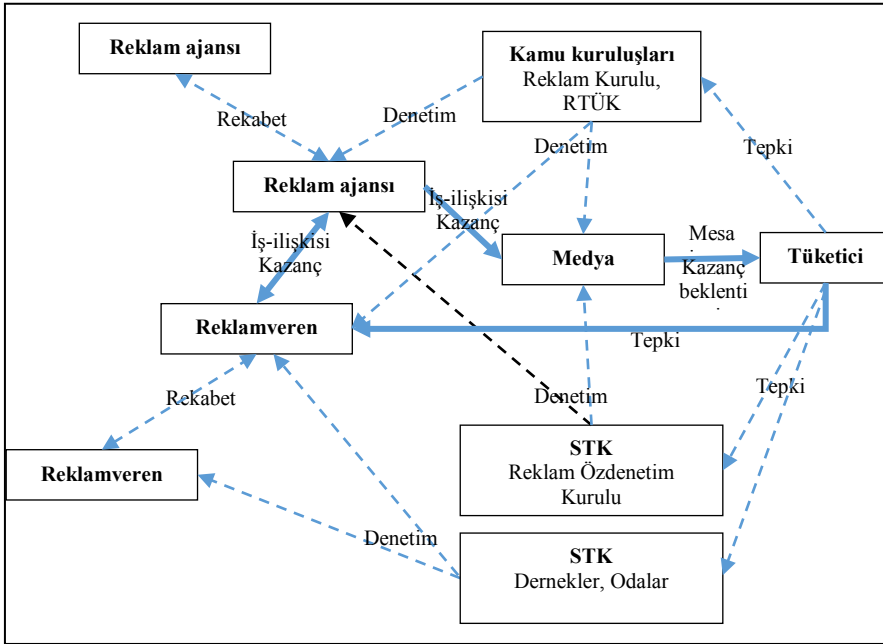 Reklam ajansı
Kamu kuruluşları
Reklam Kurulu,
RTÜK
Rekabet
Denetim
Denetim
Tepki
Reklam ajansı
İş-ilişkisi
Kazanç
İş-ilişkisi
Kazanç
Medya
Mesa
Kazanç
beklenti
Tüketici
Reklamveren
Tepki
Rekabet
Denetim
Tepki
Reklamveren
STK
Reklam Özdenetim
Kurulu
Denetim
STK
Dernekler, Odalar